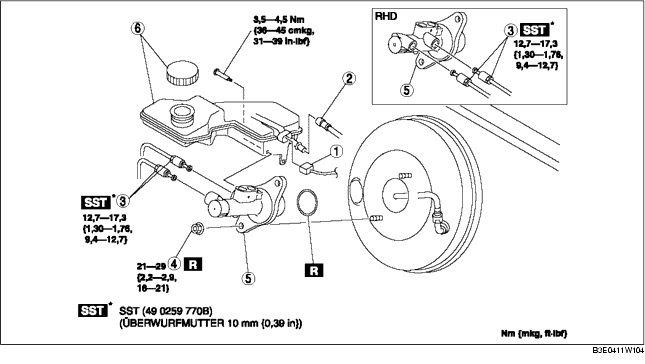 6
3,5—4,5 Nm
{36—45 cmkg,
31—39 in-lbf}
2
1
RHD
3 SST*
12,7—17,3
{1,30—1,76,
9,4—12,7}
5
SST* 3
12,7—17,3
{1,30—1,76,
9,4—12,7}
4 R
21—29
{2,2—2,9,
16—21}
5
R
SST* SST (49 0259 770B)
(ÜBERWURFMUTTER 10 mm {0,39 in})
Nm {mkg, ft-lbf}
B3E0411W104